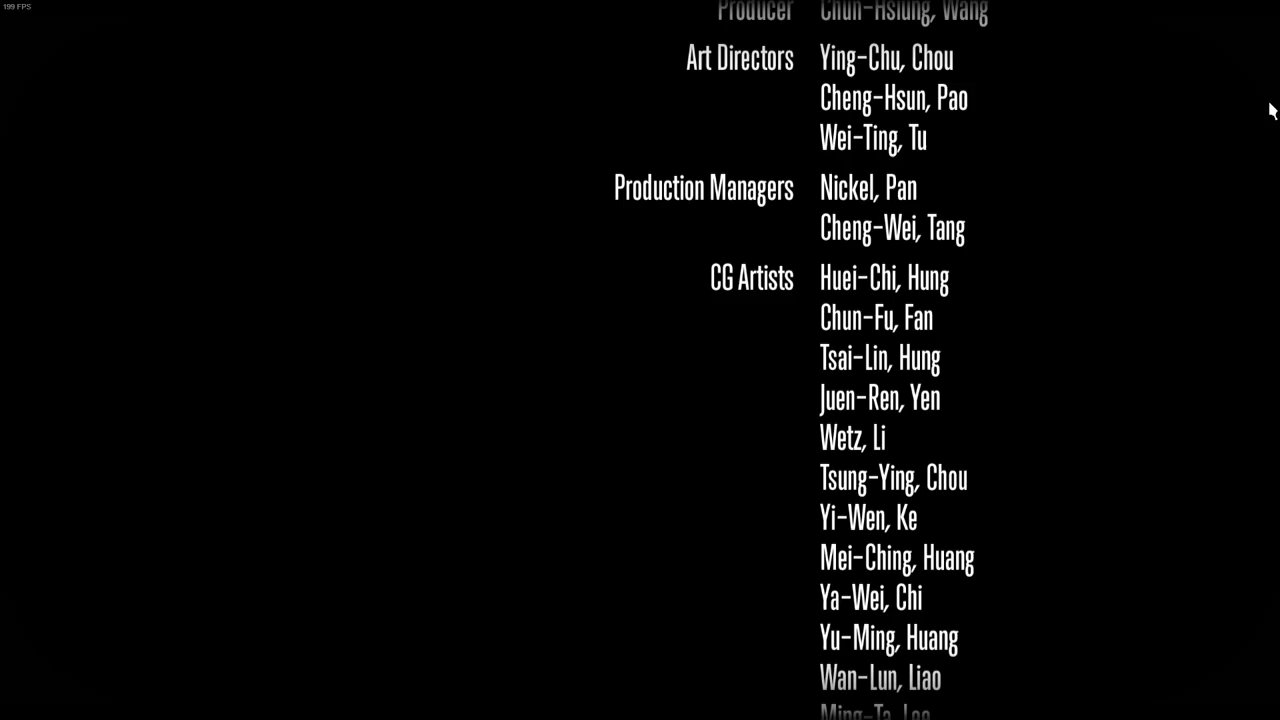 199 FPS
Producer Chun-Hsiung, Wang
Art Directors Ying-Chu, Chou
Cheng-Hsun, Pao
Wei-Ting, Tu
Production Managers Nickel, Pan
Cheng-Wei, Tang
CG Artists Huei-Chi, Hung
Chun-Fu, Fan
Tsai-Lin, Hung
Juen-Ren, Yen
Wetz, Li
Tsung-Ying, Chou
Yi-Wen, Ke
Mei-Ching, Huang
Ya-Wei, Chi
Yu-Ming, Huang
Wan-Lun, Liao
Ming-Ta, Lee